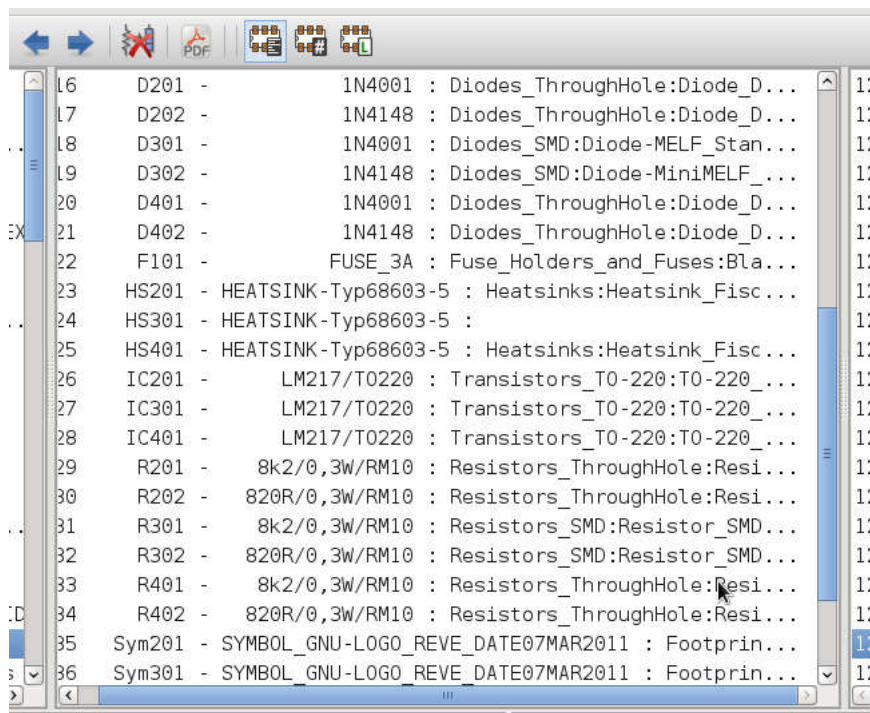 PDF
L
16 D201 - 1N4001 : Diodes_ThroughHole:Diode_D...
17 D202 - 1N4148 : Diodes_ThroughHole:Diode_D...
18 D301 - 1N4001 : Diodes_SMD:Diode-MELF_Stan...
19 D302 - 1N4148 : Diodes_SMD:Diode-MiniMELF_...
20 D401 - 1N4001 : Diodes_ThroughHole:Diode_D...
21 D402 - 1N4148 : Diodes_ThroughHole:Diode_D...
22 F101 - FUSE_3A : Fuse_Holders_and_Fuses:Bla...
23 HS201 - HEATSINK-Typ68603-5 : Heatsinks:Heatsink_Fisc...
24 HS301 - HEATSINK-Typ68603-5 :
25 HS401 - HEATSINK-Typ68603-5 : Heatsinks:Heatsink_Fisc...
26 IC201 - LM217/TO220 : Transistors_TO-220:TO-220_...
27 IC301 - LM217/TO220 : Transistors_TO-220:TO-220_...
28 IC401 - LM217/TO220 : Transistors_TO-220:TO-220_...
29 R201 - 8k2/0,3W/RM10 : Resistors_ThroughHole:Resi...
30 R202 - 820R/0,3W/RM10 : Resistors_ThroughHole:Resi...
31 R301 - 8k2/0,3W/RM10 : Resistors_SMD:Resistor_SMD...
32 R302 - 820R/0,3W/RM10 : Resistors_SMD:Resistor_SMD...
33 R401 - 8k2/0,3W/RM10 : Resistors_ThroughHole:Resi...
34 R402 - 820R/0,3W/RM10 : Resistors_ThroughHole:Resi...
35 Sym201 - SYMBOL_GNU-LOGO_REVE_DATE07MAR2011 : Footprin...
36 Sym301 - SYMBOL_GNU-LOGO_REVE_DATE07MAR2011 : Footprin...